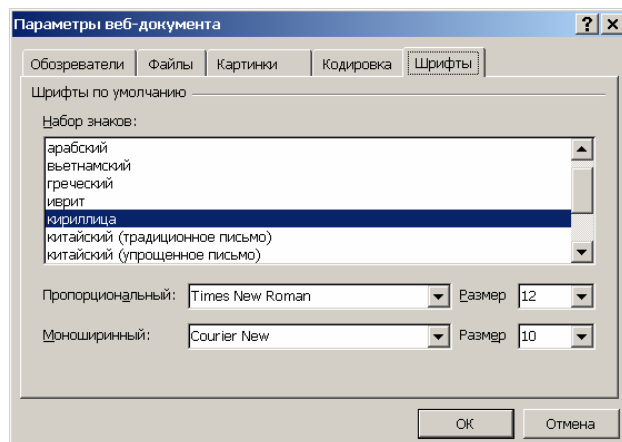 Параметры веб-документа
Обозреватели Файлы Картинки Кодировка Шрифты
Шрифты по умолчанию
Набор знаков:
арабский
вьетнамский
греческий
иврит
кириллица
китайский (традиционное письмо)
китайский (упрощенное письмо)
Пропорциональный: Times New Roman Размер 12
Моноширинный: Courier New Размер 10
ОК Отмена